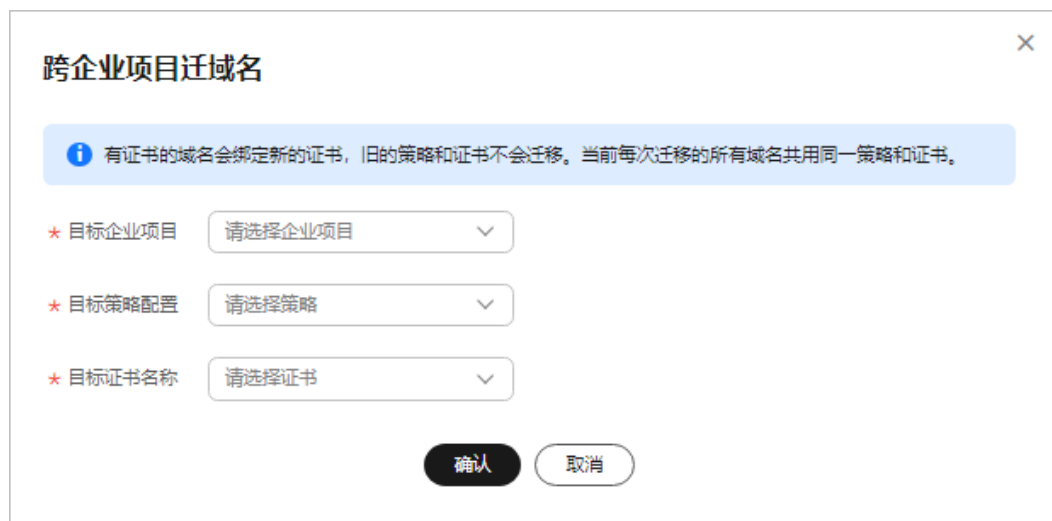 跨企业项目迁域名
有证书的域名会绑定新的证书，旧的策略和证书不会迁移。当前每次迁移的所有域名共用同一策略和证书。
* 目标企业项目 请选择企业项目
* 目标策略配置 请选择策略
* 目标证书名称 请选择证书
确认 取消